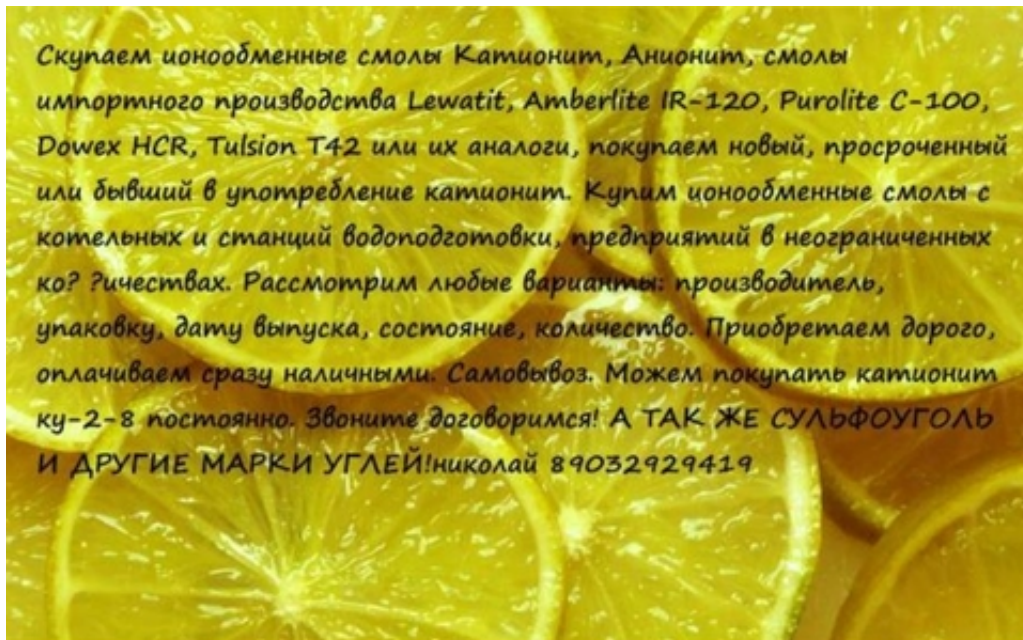 Скупаем ионообменные смолы Катионит, Анионит, смолы
импортного производства Lewatit, Amberlite IR-120, Purolite C-100,
Dowex HCR, Tulsion T42 или их аналоги, покупаем новый, просроченный
или бывший в употребление катионит. Купим ионообменные смолы с
котельных и станций водоподготовки, предприятий в неограниченных
ко? ?ичествах. Рассмотрим любые варианты: производитель,
упаковку, дату выпуска, состояние, количество. Приобретаем дорого,
оплачиваем сразу наличными. Самовывоз. Можем покупать катионит
ку-2-8 постоянно. Звоните договоримся! А ТАК ЖЕ СУЛЬФОУГОЛЬ
И ДРУГИЕ МАРКИ УГЛЕЙ!николай 89032929419